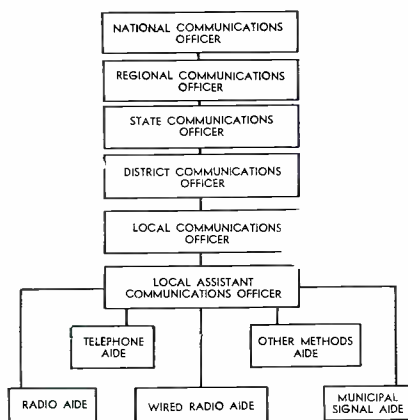 NATIONAL COMMUNICATIONS
OFFICER
REGIONAL COMMUNICATIONS
OFFICER
STATE COMMUNICATIONS
OFFICER
DISTRICT COMMUNICATIONS
OFFICER
LOCAL COMMUNICATIONS
OFFICER
LOCAL ASSISTANT
COMMUNICATIONS OFFICER
TELEPHONE
AIDE
OTHER METHODS
AIDE
RADIO AIDE
WIRED RADIO AIDE
MUNICIPAL
SIGNAL AIDE